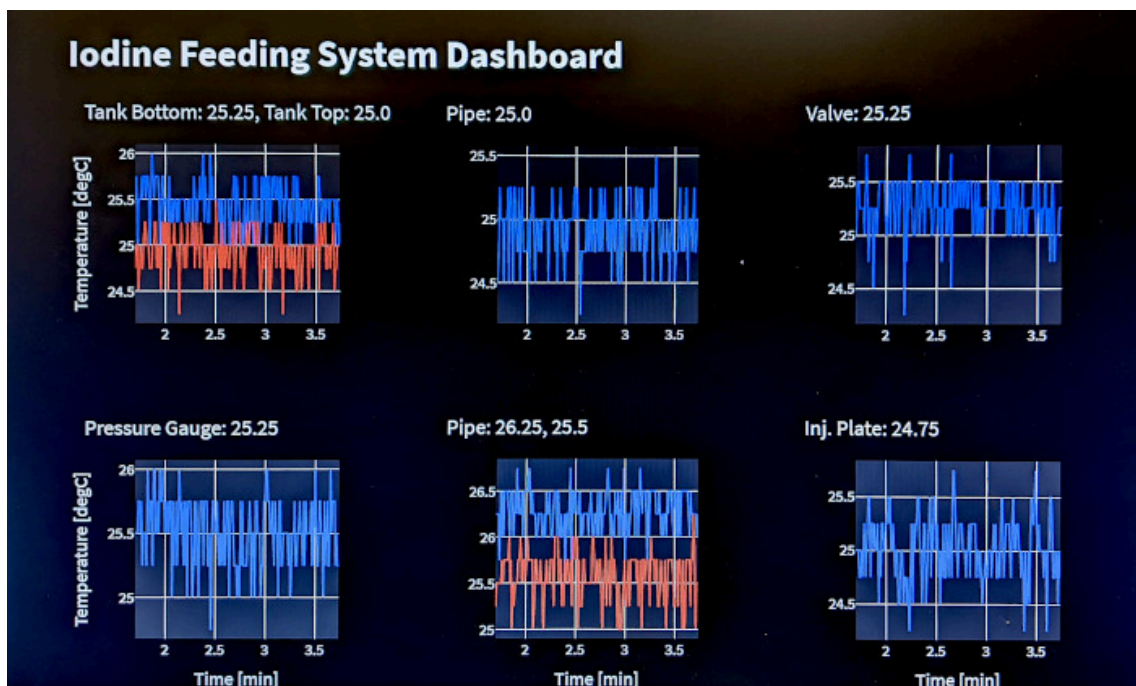 Iodine Feeding System Dashboard
Tank Bottom: 25.25, Tank Top: 25.0
Temperature [degC]
26
25.5
25
24.5
2 2.5 3 3.5
Pipe: 25.0
25.5
25
24.5
2 2.5 3 3.5
Valve: 25.25
25.5
25
24.5
2 2.5 3 3.5
Pressure Gauge: 25.25
Temperature [degC]
26
25.5
25
2 2.5 3 3.5
Time [min]
Pipe: 26.25, 25.5
26.5
26
25.5
25
2 2.5 3 3.5
Time [min]
Inj. Plate: 24.75
25.5
25
24.5
2 2.5 3 3.5
Time [min]